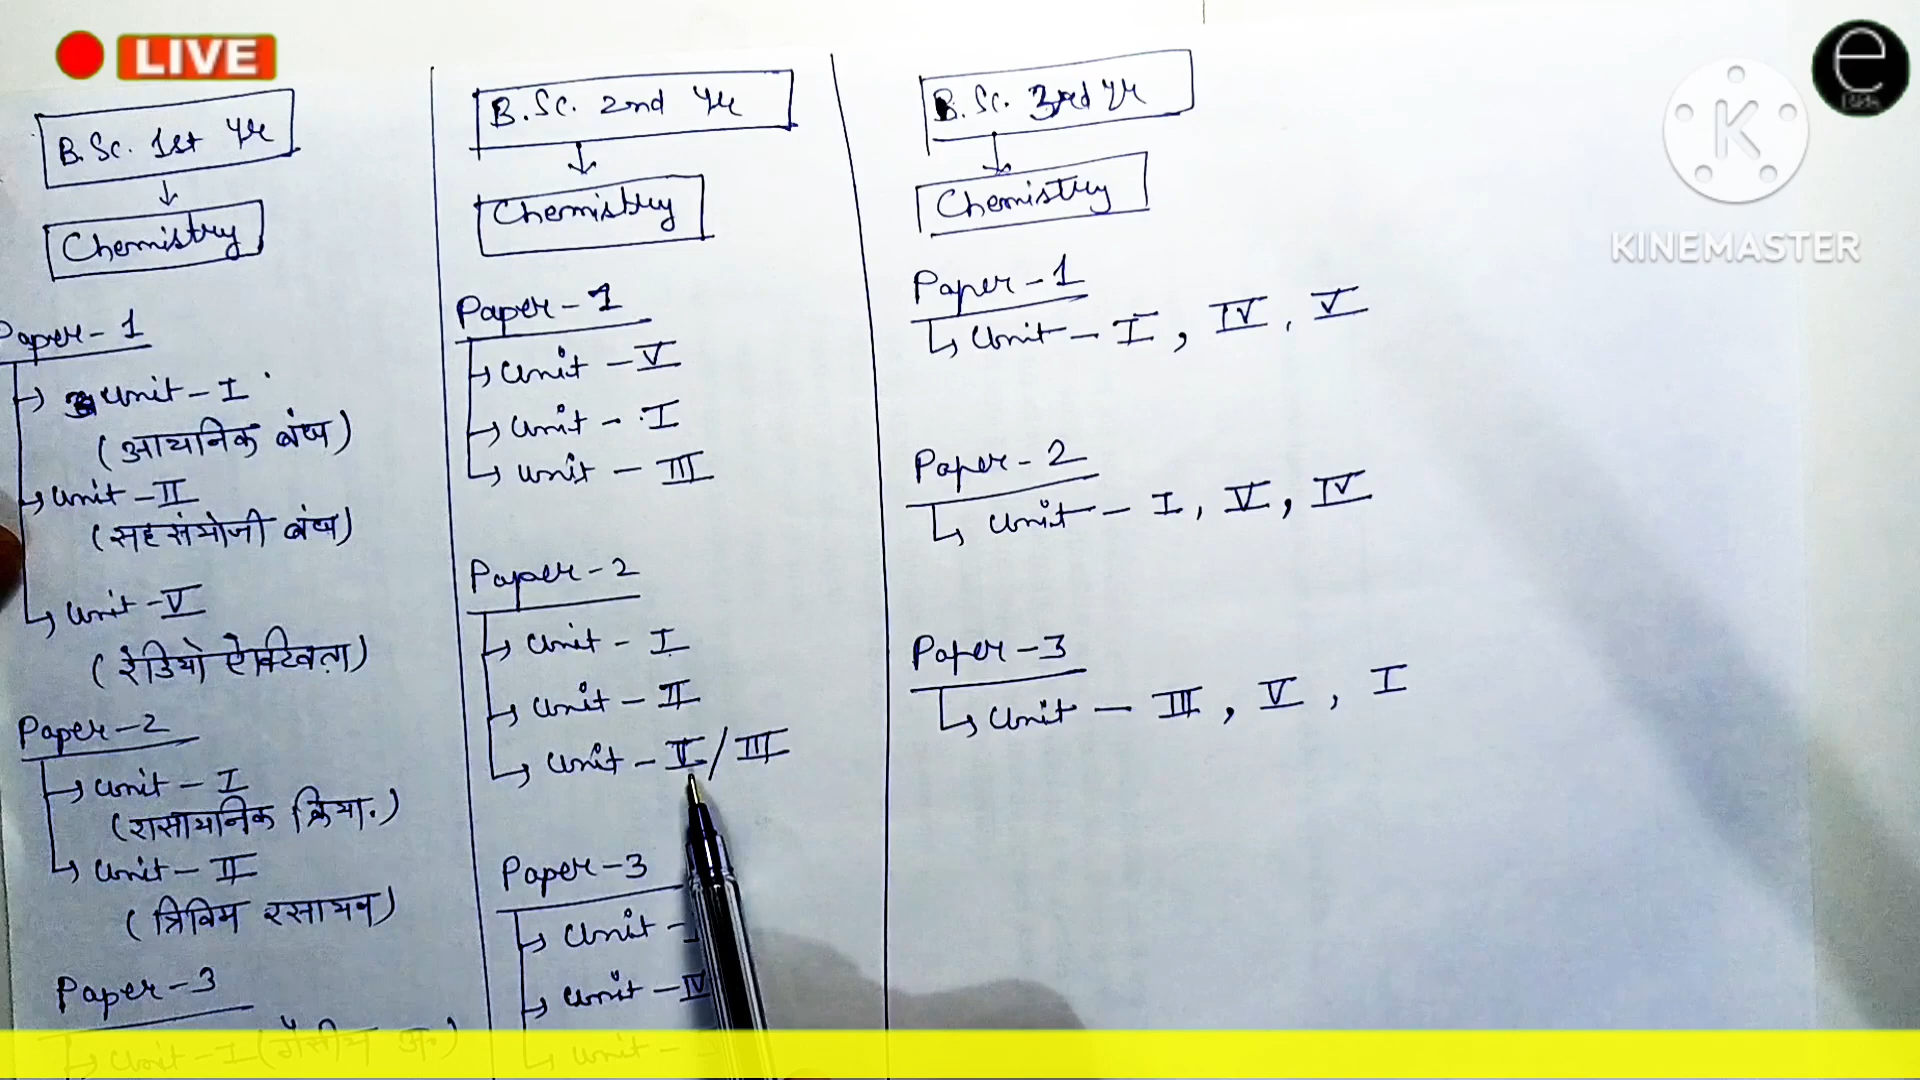 LIVE
B.Sc. 1st Yr
Chemistry
Paper-1
Unit-I
(आयनिक बंध)
Unit-II
(सहसंयोजी बंध)
Unit-V
(रेडियो ऐक्टिवता)
Paper-2
Unit-I
(रासायनिक क्रिया.)
Unit-II
(त्रिविम रसायन)
Paper-3
Unit-I (गैसीय अ.)
B.Sc. 2nd Yr
Chemistry
Paper-1
Unit-V
Unit-I
Unit-III
Paper-2
Unit-I
Unit-II
Unit-V/III
Paper-3
Unit-
Unit-IV
Unit-
B.Sc. 3rd Yr
Chemistry
Paper-1
Unit-I, IV, V
Paper-2
Unit-I, V, IV
Paper-3
Unit-III, V, I
e
K
KINEMASTER